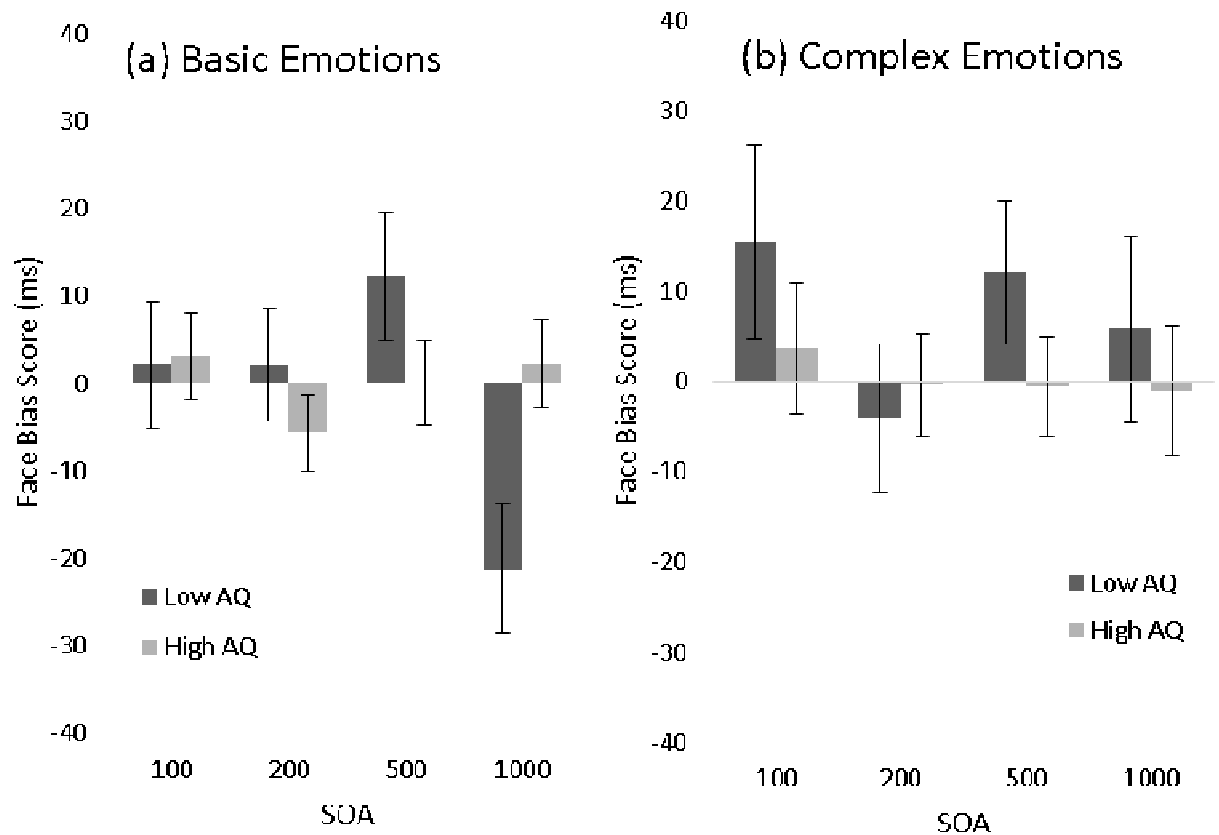 (a) Basic Emotions
40
30
20
10
0
-10
-20
-30
-40
Face Bias Score (ms)
Low AQ
High AQ
100 200 500 1000
SOA
(b) Complex Emotions
40
30
20
10
0
-10
-20
-30
-40
Face Bias Score (ms)
Low AQ
High AQ
100 200 500 1000
SOA